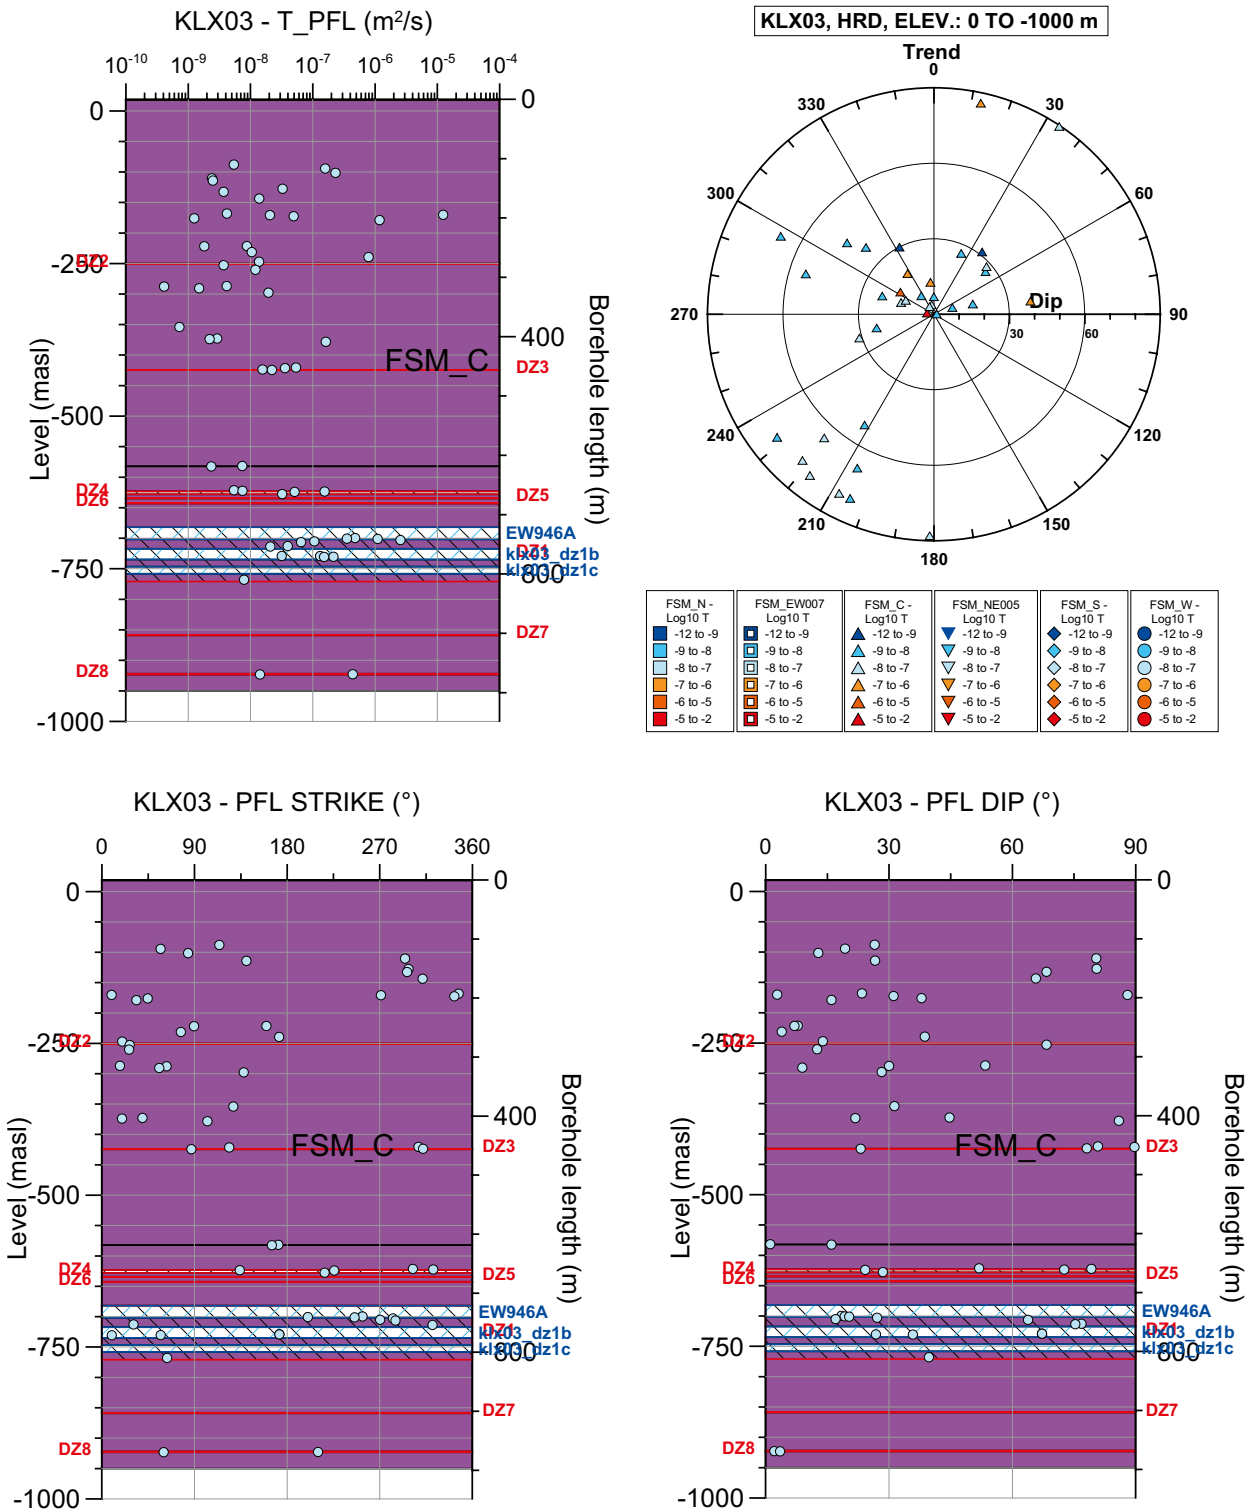 KLX03 - T_PFL (m²/s)
10-10 10-9 10-8 10-7 10-6 10-5 10-4
0
-250
-500
-750
-1000
Level (masl)
0
400
800
Borehole length (m)
FSM_C
DZ2
DZ3
DZ4
DZ5
DZ6
EW946A
DZ1
klx03_dz1b
klx03_dz1c
DZ7
DZ8
KLX03, HRD, ELEV.: 0 TO -1000 m
Trend
0
30
60
90
120
150
180
210
240
270
300
330
Dip
30
60
FSM_N -
Log10 T
-12 to -9
-9 to -8
-8 to -7
-7 to -6
-6 to -5
-5 to -2
FSM_EW007
Log10 T
-12 to -9
-9 to -8
-8 to -7
-7 to -6
-6 to -5
-5 to -2
FSM_C -
Log10 T
-12 to -9
-9 to -8
-8 to -7
-7 to -6
-6 to -5
-5 to -2
FSM_NE005
Log10 T
-12 to -9
-9 to -8
-8 to -7
-7 to -6
-6 to -5
-5 to -2
FSM_S -
Log10 T
-12 to -9
-9 to -8
-8 to -7
-7 to -6
-6 to -5
-5 to -2
FSM_W -
Log10 T
-12 to -9
-9 to -8
-8 to -7
-7 to -6
-6 to -5
-5 to -2
KLX03 - PFL STRIKE (°)
0 90 180 270 360
0
-250
-500
-750
-1000
Level (masl)
0
400
800
Borehole length (m)
FSM_C
DZ2
DZ3
DZ4
DZ5
DZ6
EW946A
DZ1
klx03_dz1b
klx03_dz1c
DZ7
DZ8
KLX03 - PFL DIP (°)
0 30 60 90
0
-250
-500
-750
-1000
Level (masl)
0
400
800
Borehole length (m)
FSM_C
DZ2
DZ3
DZ4
DZ5
DZ6
EW946A
DZ1
klx03_dz1b
klx03_dz1c
DZ7
DZ8